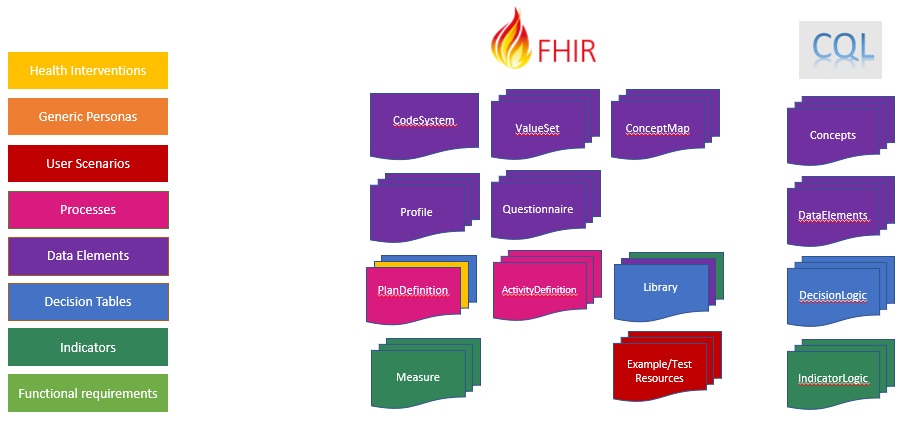 FHIR
CQL
Health Interventions
Generic Personas
User Scenarios
Processes
Data Elements
Decision Tables
Indicators
Functional requirements
CodeSystem
ValueSet
ConceptMap
Profile
Questionnaire
PlanDefinition
ActivityDefinition
Library
Measure
Example/Test
Resources
Concepts
DataElements
DecisionLogic
IndicatorLogic